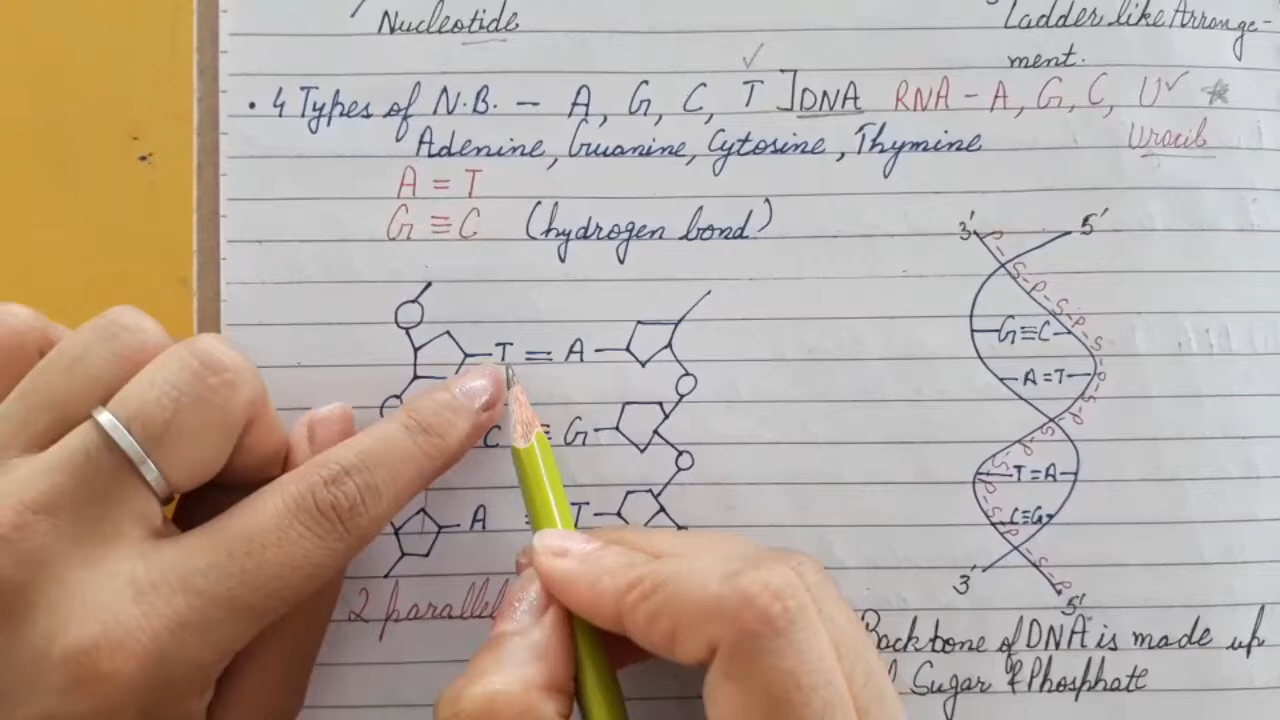 Nucleotide
Ladder like Arrange-
ment.
• 4 Types of N.B. – A, G, C, T ] DNA RNA – A, G, C, U
Adenine, Guanine, Cytosine, Thymine
Uracil
A = T
G ≡ C (hydrogen bond)
3' 5'
P-S-P-S-P-S-P-S-P-S-P-S-P-S-P-S-P
G≡C
A=T
T=A
C≡G
3'
5'
T = A
C ≡ G
A = T
2 parallel
Backbone of DNA is made up
Sugar & Phosphate